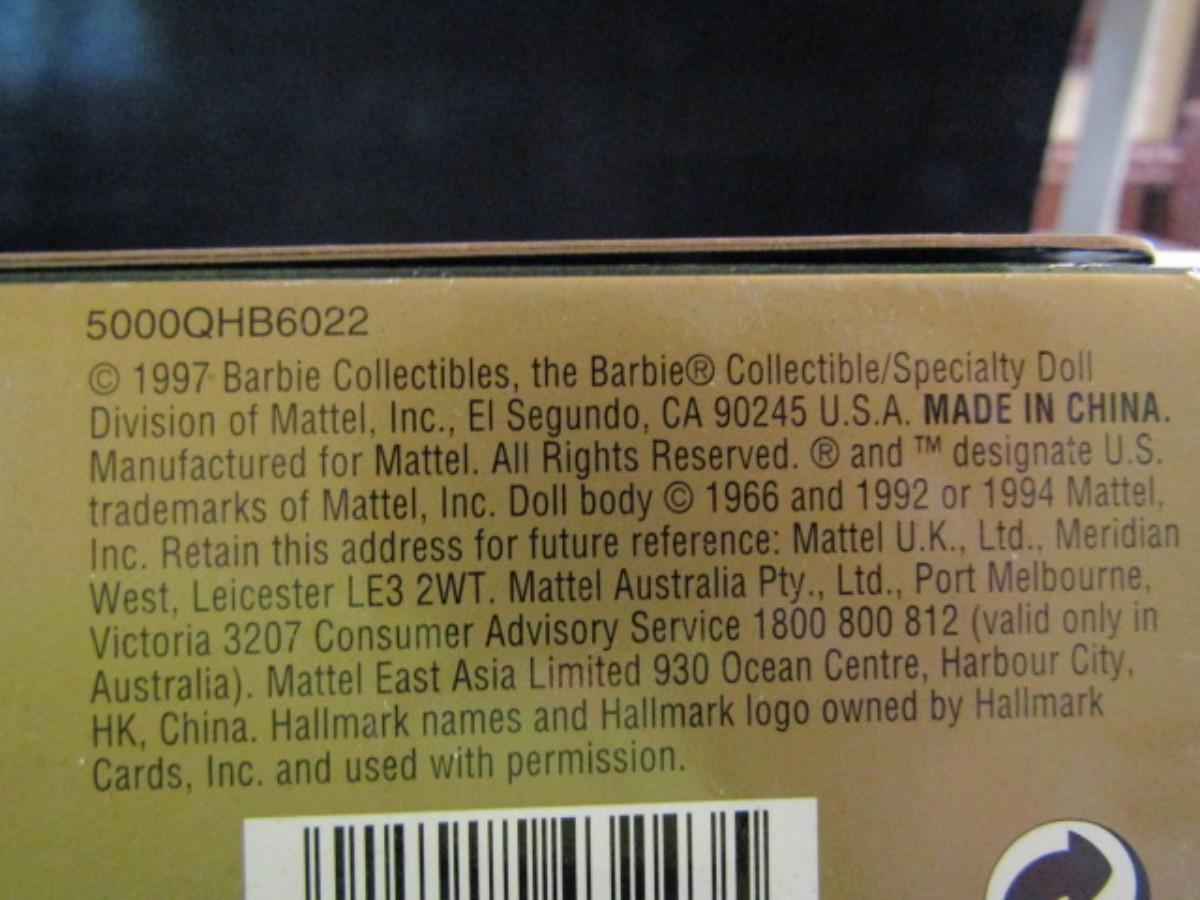 5000QHB6022
© 1997 Barbie Collectibles, the Barbie® Collectible/Specialty Doll
Division of Mattel, Inc., El Segundo, CA 90245 U.S.A. MADE IN CHINA.
Manufactured for Mattel. All Rights Reserved. ® and ™ designate U.S.
trademarks of Mattel, Inc. Doll body © 1966 and 1992 or 1994 Mattel,
Inc. Retain this address for future reference: Mattel U.K., Ltd., Meridian
West, Leicester LE3 2WT. Mattel Australia Pty., Ltd., Port Melbourne,
Victoria 3207 Consumer Advisory Service 1800 800 812 (valid only in
Australia). Mattel East Asia Limited 930 Ocean Centre, Harbour City,
HK, China. Hallmark names and Hallmark logo owned by Hallmark
Cards, Inc. and used with permission.